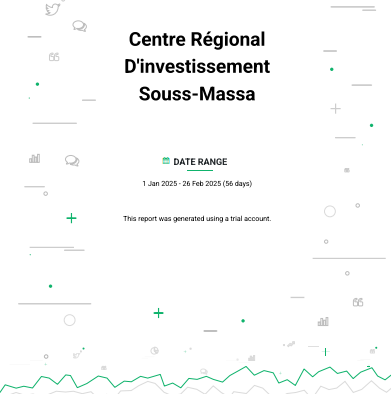 Centre Régional
D'investissement
Souss-Massa
DATE RANGE
1 Jan 2025 - 26 Feb 2025 (56 days)
This report was generated using a trial account.